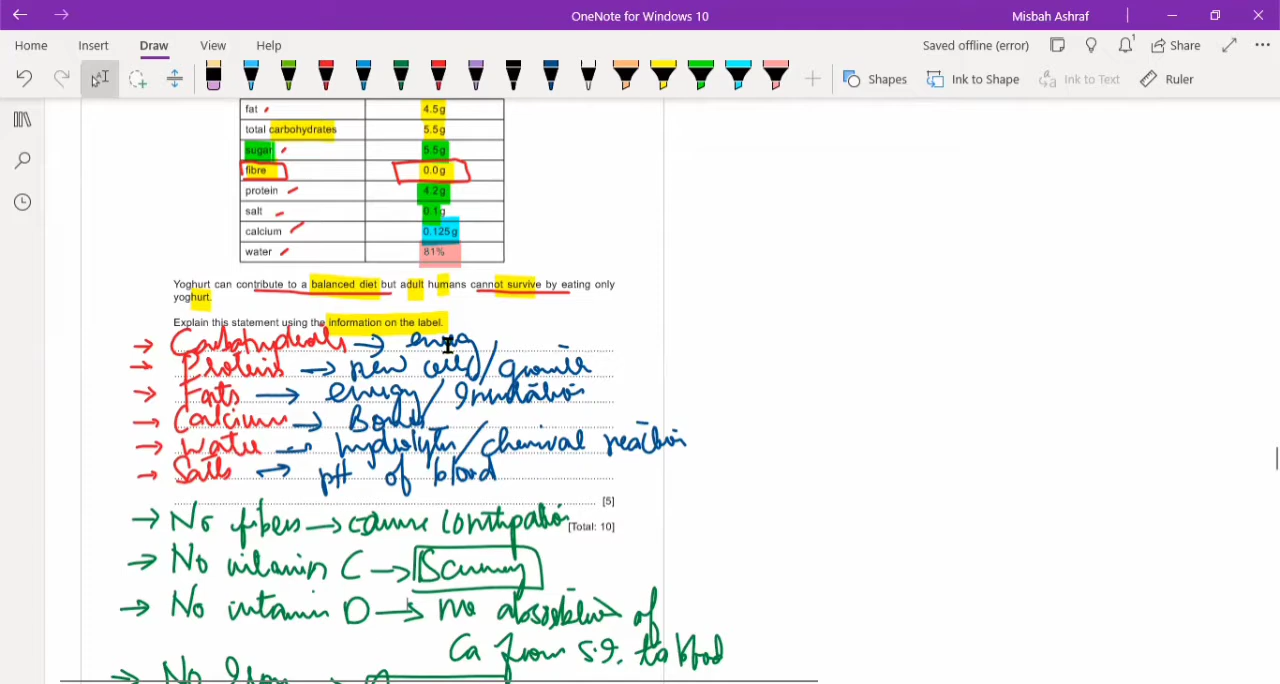 OneNote for Windows 10
Misbah Ashraf
Home Insert Draw View Help
Saved offline (error) Share
Shapes Ink to Shape Ink to Text Ruler
fat 4.5g
total carbohydrates 5.5g
sugar 5.5g
fibre 0.0g
protein 4.2g
salt 0.1g
calcium 0.125g
water 81%
Yoghurt can contribute to a balanced diet but adult humans cannot survive by eating only
yoghurt.
Explain this statement using the information on the label.
→ Carbohydrates → energy
→ Proteins → new cells/growth
→ Fats → energy/Insulation
→ Calcium → Bones
→ Water → hydrolysis/chemical reaction
→ Salts → pH of blood
[5]
→ No fibers → cause constipation
[Total: 10]
→ No vitamin C → Scurvy
→ No vitamin D → no absorption of
Ca from S.I. to blood
→ No Iron →